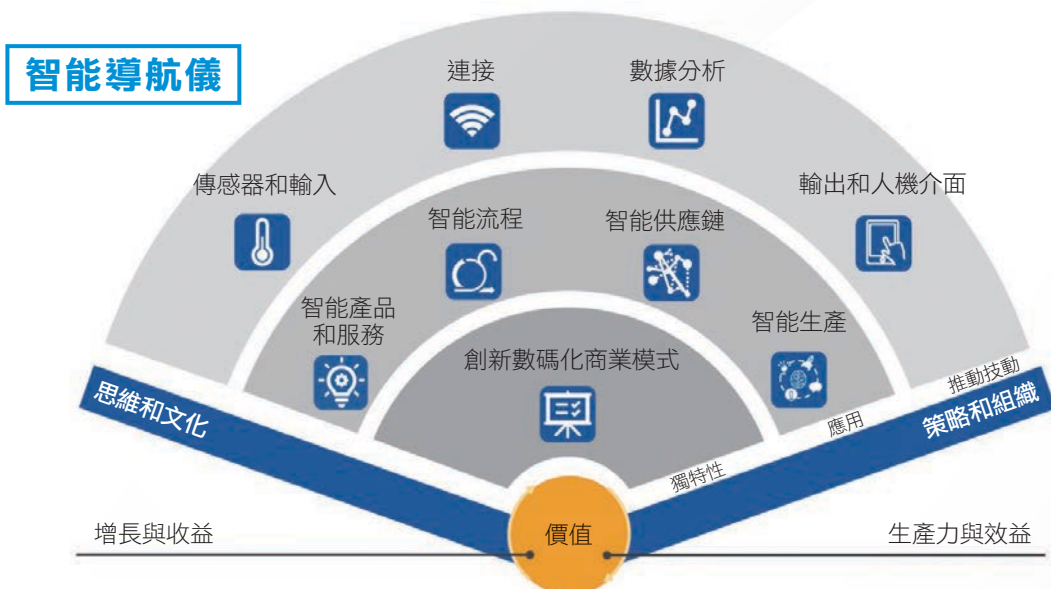 智能導航儀
連接
數據分析
傳感器和輸入
輸出和人機介面
智能流程
智能供應鏈
智能產品
和服務
智能生產
創新數碼化商業模式
思維和文化
推動技動
策略和組織
應用
獨特性
價值
增長與收益
生產力與效益